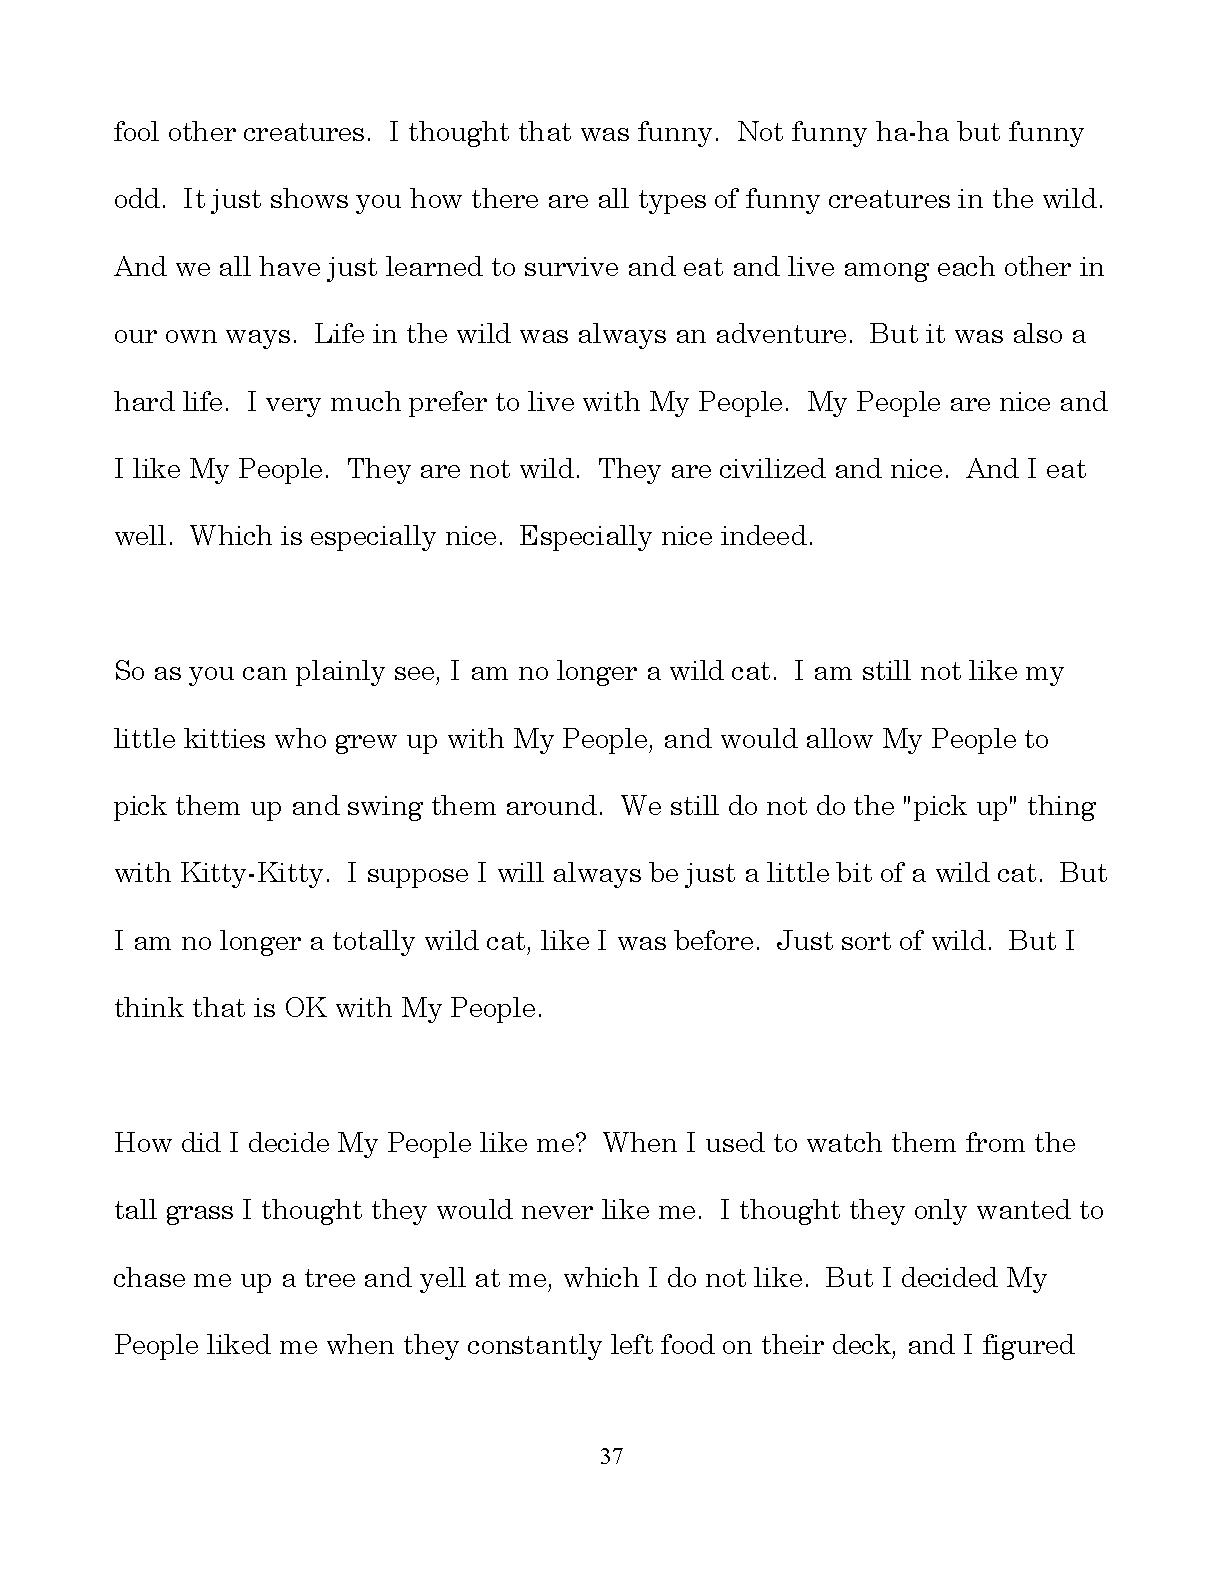 fool other creatures.  I thought that was funny.  Not funny ha-ha but funny
odd.  It just shows you how there are all types of funny creatures in the wild.
And we all have just learned to survive and eat and live among each other in
our own ways.  Life in the wild was always an adventure.  But it was also a
hard life.  I very much prefer to live with My People.  My People are nice and
I like My People.  They are not wild.  They are civilized and nice.  And I eat
well.  Which is especially nice.  Especially nice indeed.
So as you can plainly see, I am no longer a wild cat.  I am still not like my
little kitties who grew up with My People, and would allow My People to
pick them up and swing them around.  We still do not do the "pick up" thing
with Kitty-Kitty.  I suppose I will always be just a little bit of a wild cat.  But
I am no longer a totally wild cat, like I was before.  Just sort of wild.  But I
think that is OK with My People.
How did I decide My People like me?  When I used to watch them from the
tall grass I thought they would never like me.  I thought they only wanted to
chase me up a tree and yell at me, which I do not like.  But I decided My
People liked me when they constantly left food on their deck, and I figured
37